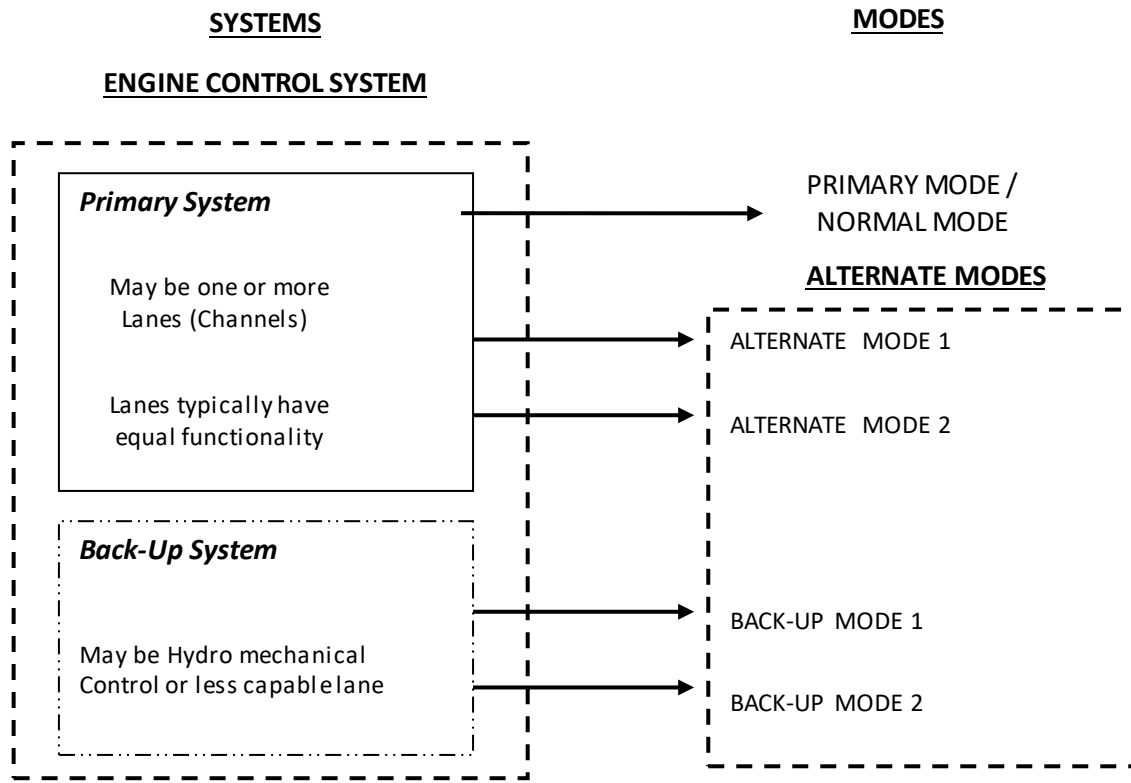 SYSTEMS
MODES
ENGINE CONTROL SYSTEM
Primary System
May be one or more
Lanes (Channels)
Lanes typically have
equal functionality
Back-Up System
May be Hydro mechanical
Control or less capable lane
PRIMARY MODE /
NORMAL MODE
ALTERNATE MODES
ALTERNATE MODE 1
ALTERNATE MODE 2
BACK-UP MODE 1
BACK-UP MODE 2